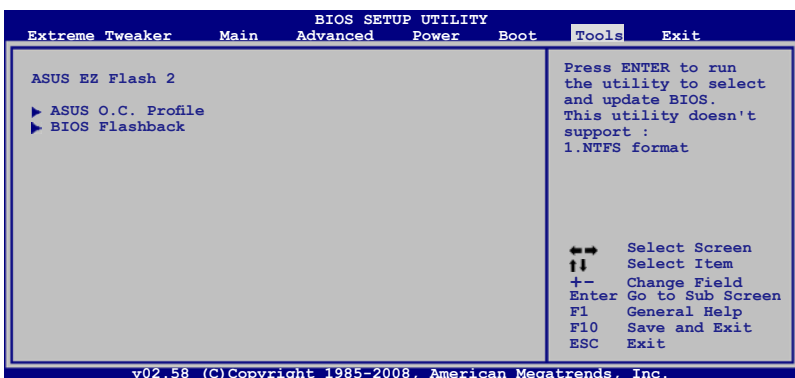 BIOS SETUP UTILITY
Extreme Tweaker Main Advanced Power Boot Tools Exit
ASUS EZ Flash 2
ASUS O.C. Profile
BIOS Flashback
Press ENTER to run
the utility to select
and update BIOS.
This utility doesn't
support :
1.NTFS format
Select Screen
Select Item
+- Change Field
Enter Go to Sub Screen
F1 General Help
F10 Save and Exit
ESC Exit
v02.58 (C)Copyright 1985-2008, American Megatrends, Inc.